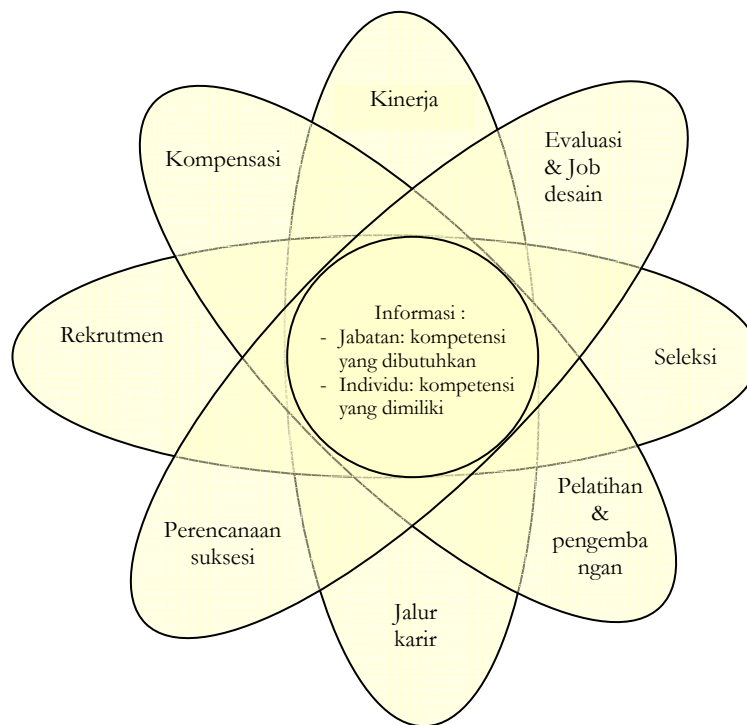 Kinerja
Evaluasi
& Job
desain
Kompensasi
Rekrutmen
Informasi :
- Jabatan: kompetensi
yang dibutuhkan
- Individu: kompetensi
yang dimiliki
Seleksi
Pelatihan
&
pengemba
ngan
Perencanaan
suksesi
Jalur
karir